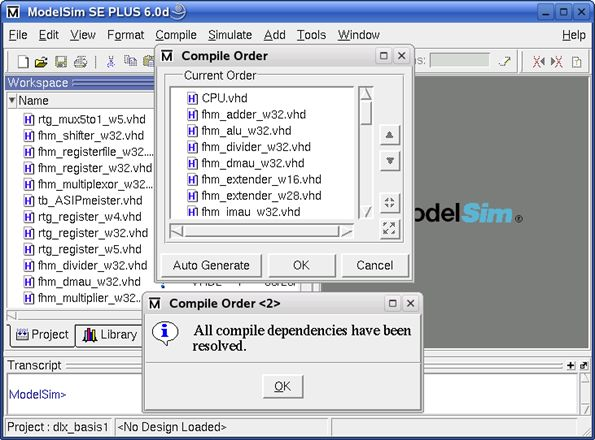 ModelSim SE PLUS 6.0d
File Edit View Format Compile Simulate Add Tools Window Help
Workspace
Name
rtg_mux5to1_w5.vhd
fhm_shifter_w32.vhd
fhm_registerfile_w32....
fhm_register_w32.vhd
fhm_multiplexor_w32...
tb_ASIPmeister.vhd
rtg_register_w4.vhd
rtg_register_w32.vhd
rtg_register_w5.vhd
fhm_divider_w32.vhd
fhm_dmau_w32.vhd
fhm_multiplier_w32...
Project Library
Compile Order
Current Order
CPU.vhd
fhm_adder_w32.vhd
fhm_alu_w32.vhd
fhm_divider_w32.vhd
fhm_dmau_w32.vhd
fhm_extender_w16.vhd
fhm_extender_w28.vhd
fhm_imau_w32.vhd
Auto Generate OK Cancel
odelSim®
Compile Order <2>
All compile dependencies have been
resolved.
OK
Transcript
ModelSim>
Project : dlx_basis1 <No Design Loaded>